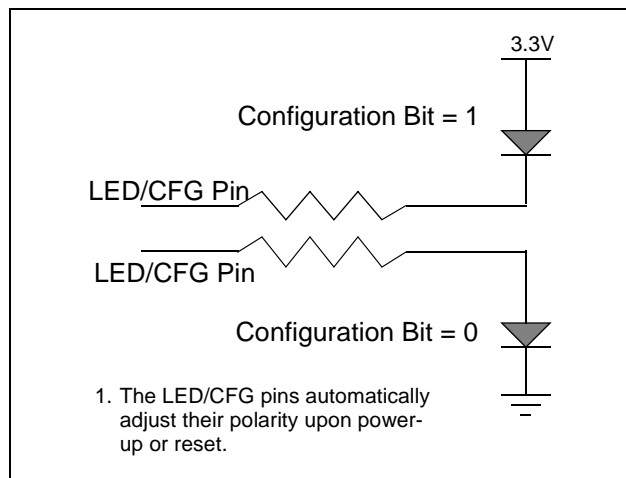 3.3V
Configuration Bit = 1
LED/CFG Pin
LED/CFG Pin
Configuration Bit = 0
1. The LED/CFG pins automatically
adjust their polarity upon power-
up or reset.